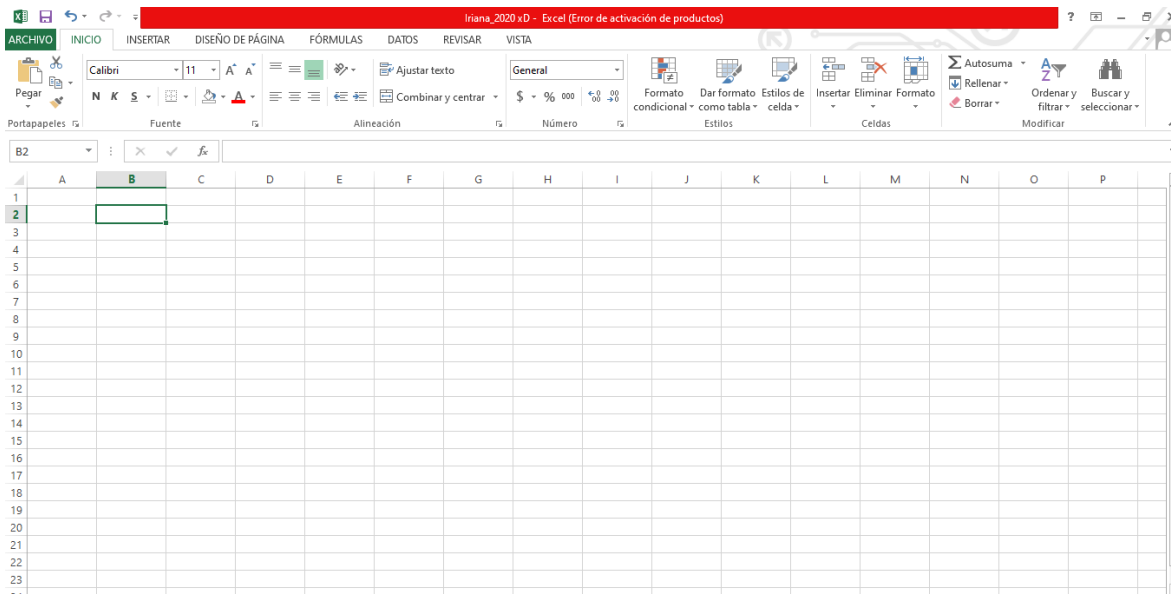 Iriana_2020 xD - Excel (Error de activación de productos)
?
ARCHIVO INICIO INSERTAR DISEÑO DE PÁGINA FÓRMULAS DATOS REVISAR VISTA
Pegar
Portapapeles
Calibri 11 A A
N K S A
Fuente
Ajustar texto
Combinar y centrar
Alineación
General
$ % 000
Número
Formato condicional
Dar formato como tabla
Estilos de celda
Estilos
Insertar Eliminar Formato
Celdas
Autosuma
Rellenar
Borrar
Ordenar y filtrar
Buscar y seleccionar
Modificar
B2 fx
A B C D E F G H I J K L M N O P
1
2
3
4
5
6
7
8
9
10
11
12
13
14
15
16
17
18
19
20
21
22
23